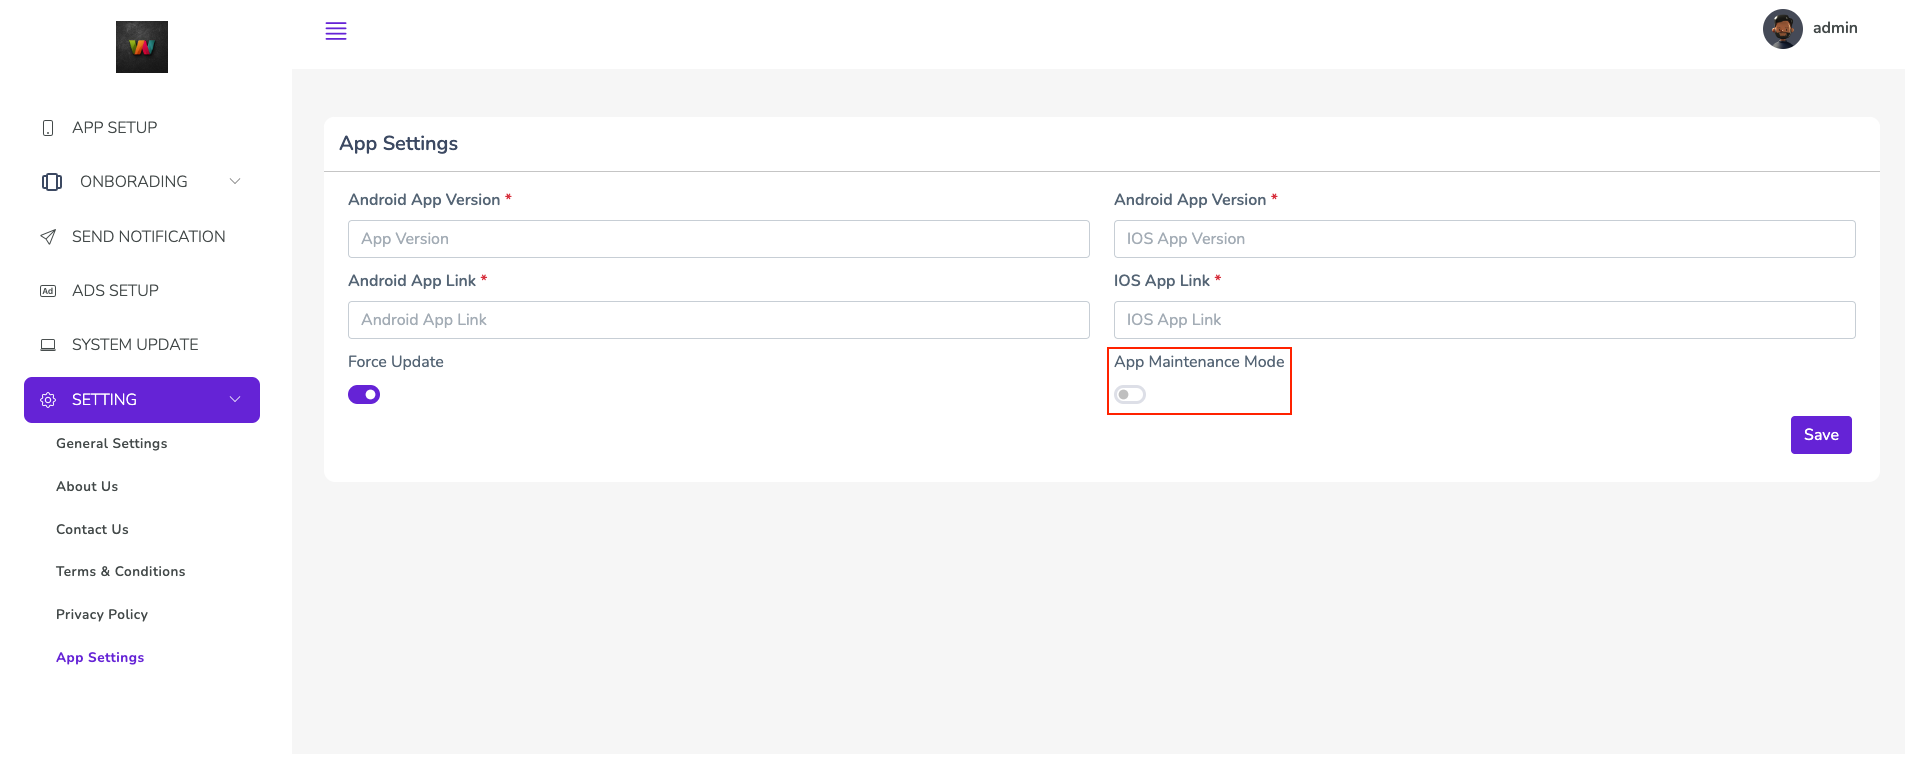 admin
APP SETUP
ONBORADING
SEND NOTIFICATION
Ad
ADS SETUP
SYSTEM UPDATE
SETTING
General Settings
About Us
Contact Us
Terms & Conditions
Privacy Policy
App Settings
App Settings
Android App Version *
App Version
Android App Version *
IOS App Version
Android App Link *
Android App Link
IOS App Link *
IOS App Link
Force Update
App Maintenance Mode
Save